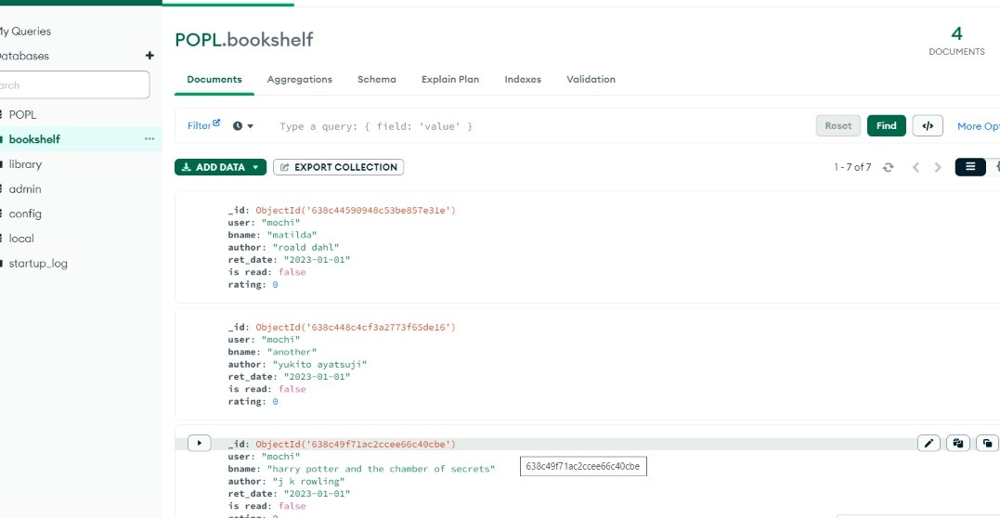 My Queries
Databases
arch
POPL
bookshelf
library
admin
config
local
startup_log
POPL.bookshelf
4
DOCUMENTS
Documents Aggregations Schema Explain Plan Indexes Validation
Filter Type a query: { field: 'value' } Reset Find </> More Opt
ADD DATA EXPORT COLLECTION 1 - 7 of 7
_id: ObjectId('638c44590948c53be857e31e')
user: "mochi"
bname: "matilda"
author: "roald dahl"
ret_date: "2023-01-01"
is read: false
rating: 0
_id: ObjectId('638c448c4cf3a2773f65de16')
user: "mochi"
bname: "another"
author: "yukito ayatsuji"
ret_date: "2023-01-01"
is read: false
rating: 0
_id: ObjectId('638c49f71ac2ccee66c40cbe')
user: "mochi"
bname: "harry potter and the chamber of secrets"
638c49f71ac2ccee66c40cbe
author: "j k rowling"
ret_date: "2023-01-01"
is read: false
rating: 0